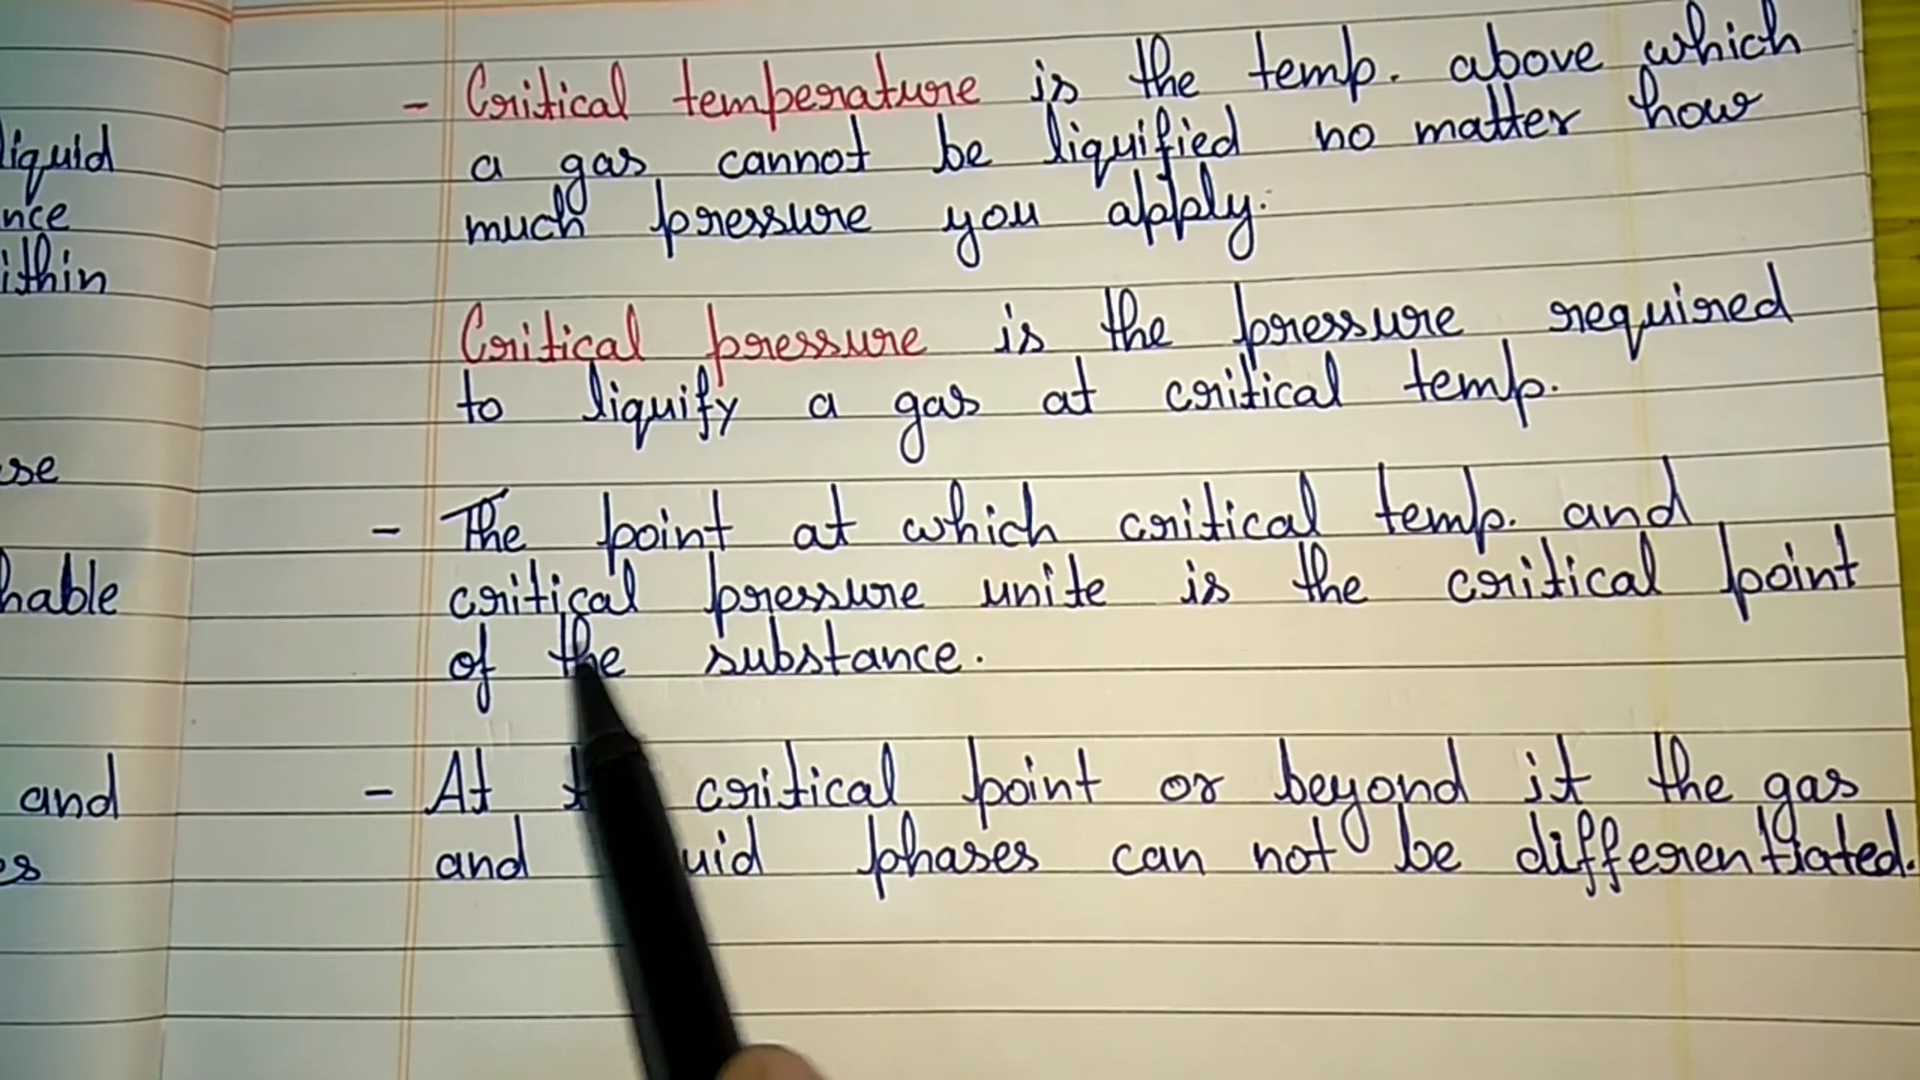 liquid
nce
ithin
se
hable
and
es
- Critical temperature is the temp. above which
a gas cannot be liquified no matter how
much pressure you apply.
Critical pressure is the pressure required
to liquify a gas at critical temp.
- The point at which critical temp. and
critical pressure unite is the critical point
of the substance.
- At critical point or beyond it the gas
and uid phases can not be differentiated.